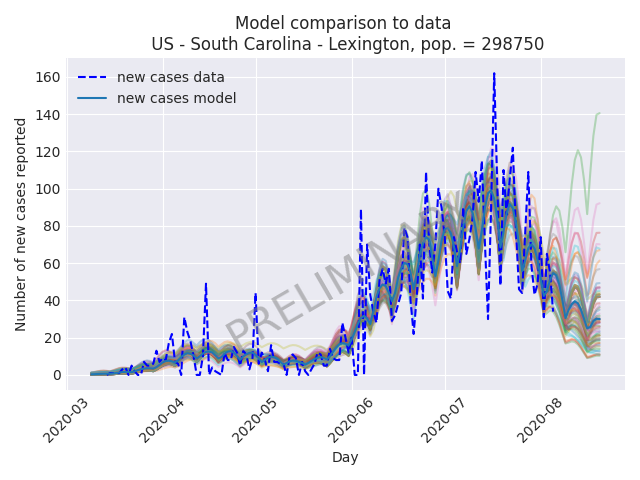 Model comparison to data
US - South Carolina - Lexington, pop. = 298750
new cases data
new cases model
PRELIMINARY
Number of new cases reported
160
140
120
100
80
60
40
20
0
2020-03
2020-04
2020-05
2020-06
2020-07
2020-08
Day